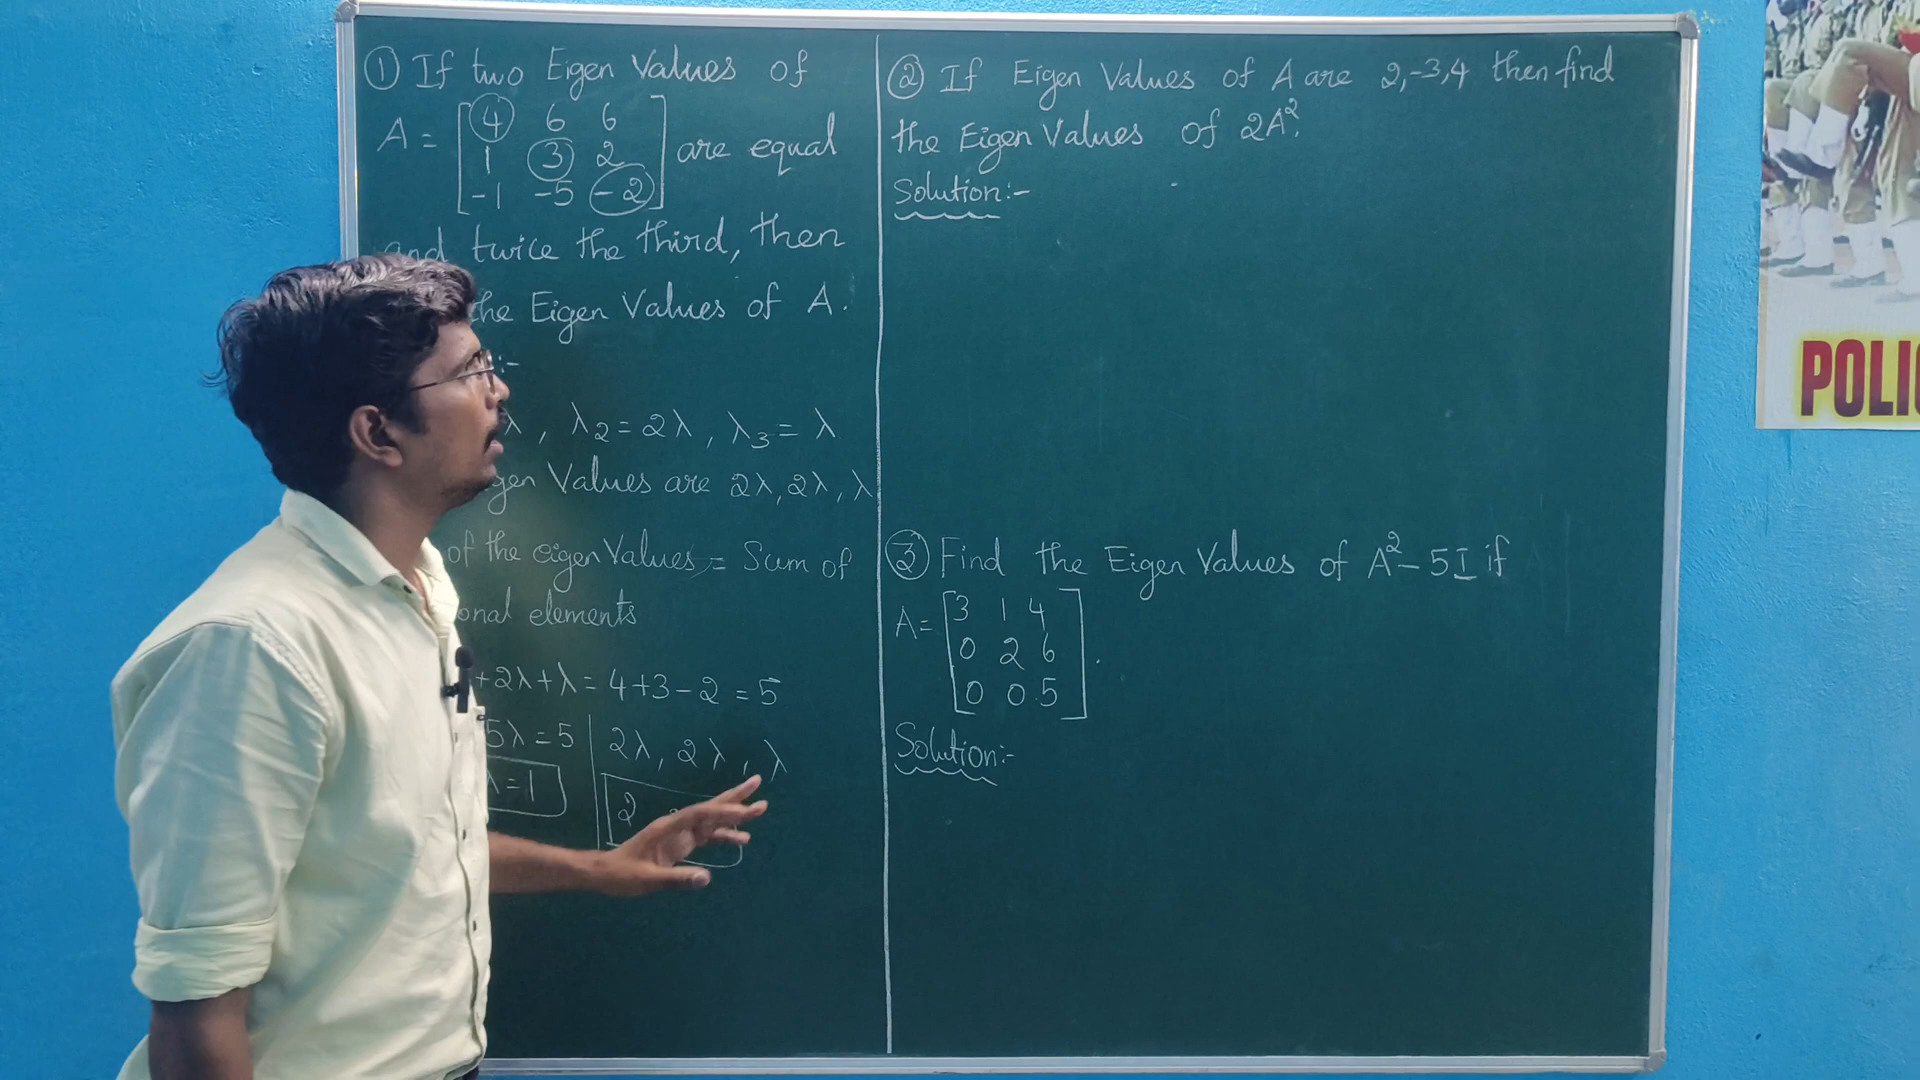 ① If two Eigen Values of
A = [4 6 6
1 3 2
-1 -5 -2] are equal
and twice the third, then
the Eigen Values of A.
:-
λ, λ2 = 2λ, λ3 = λ
gen Values are 2λ, 2λ, λ
of the eigen Values = Sum of
onal elements
+2λ+λ = 4+3-2 = 5
5λ = 5
λ = 1
2λ, 2λ, λ
2
② If Eigen Values of A are 2,-3,4 then find
the Eigen Values of 2A².
Solution:-
③ Find the Eigen Values of A² - 5I if
A = [3 1 4
0 2 6
0 0 5].
Solution:-
POLI